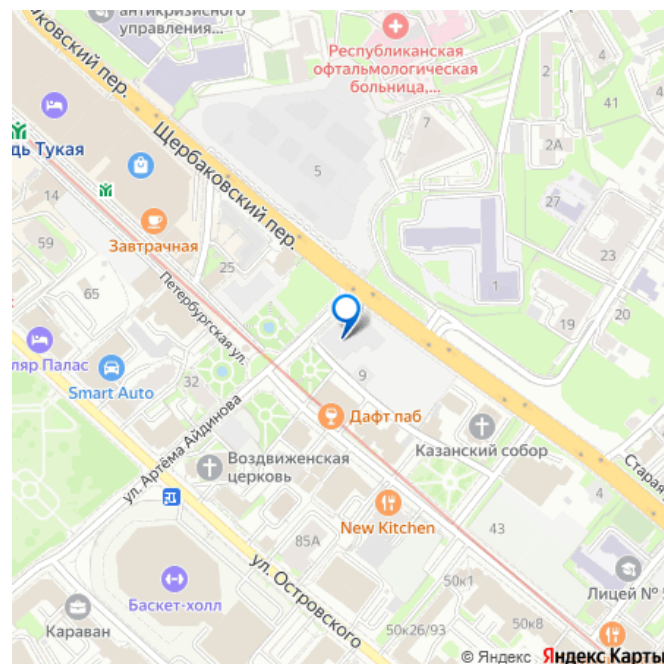 антикризисного
управления...
Республиканская
офтальмологическая
больница,...
ковский пер.
Щербаковский пер.
дь Тукая
2
41
7
2А
5
14
Завтрачная
27
59
25
23
1
65
Петербургская ул.
19
20
ляр Палас
Smart Auto
32
9
Дафт паб
ул. Артёма Айдинова
Казанский собор
Воздвиженская
церковь
Старая
4
New Kitchen
43
85А
ул. Островского
50к1
Лицей № 5
Баскет-холл
Караван
50к26/93
50к8
© Яндекс Яндекс Карты